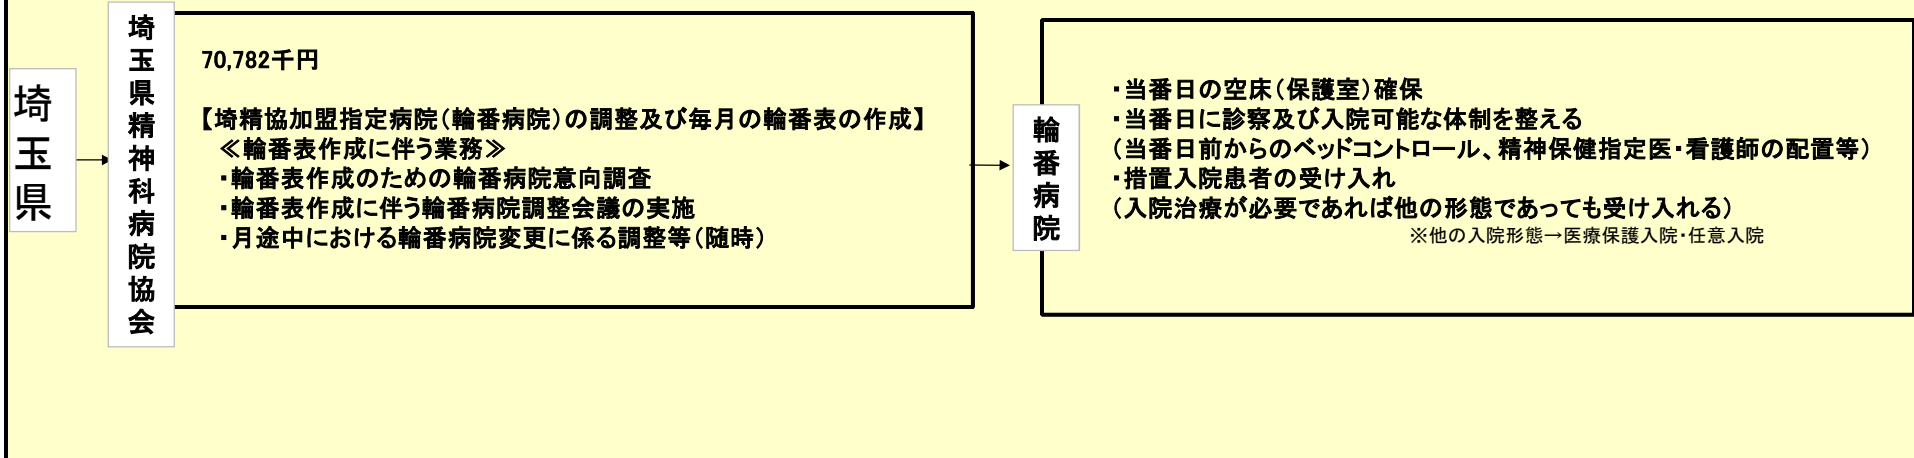 埼玉県
埼玉県精神科病院協会
70,782千円
【埼精協加盟指定病院（輪番病院）の調整及び毎月の輪番表の作成】
≪輪番表作成に伴う業務≫
・輪番表作成のための輪番病院意向調査
・輪番表作成に伴う輪番病院調整会議の実施
・月途中における輪番病院変更に係る調整等（随時）
輪番病院
・当番日の空床（保護室）確保
・当番日に診察及び入院可能な体制を整える
（当番日前からのベッドコントロール、精神保健指定医・看護師の配置等）
・措置入院患者の受け入れ
（入院治療が必要であれば他の形態であっても受け入れる）
※他の入院形態→医療保護入院・任意入院